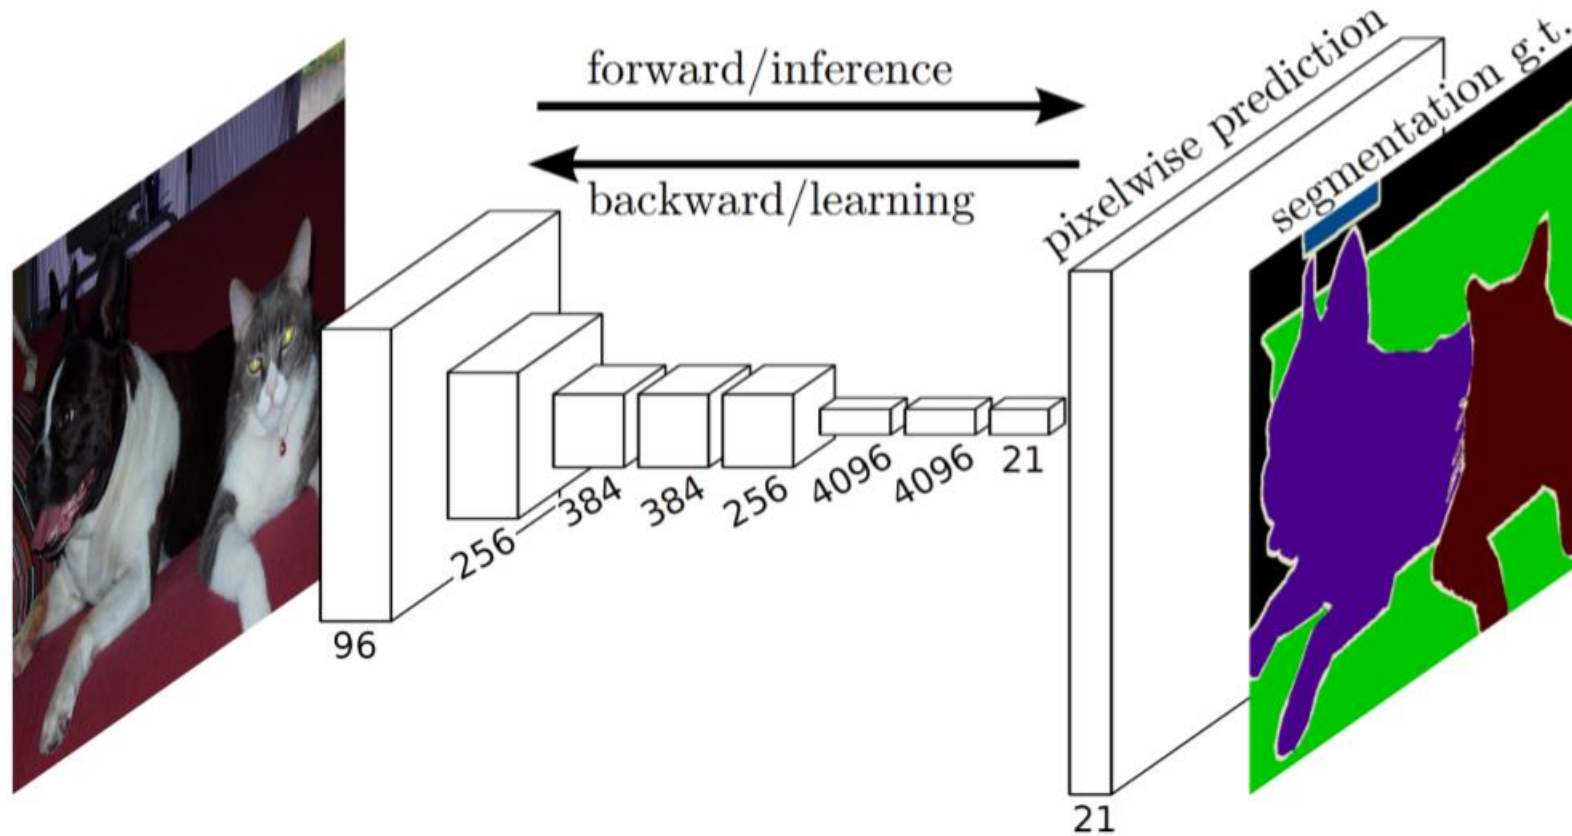 forward/inference
backward/learning
pixelwise prediction
segmentation g.t.
96
256
384
384
256
4096
4096
21
21